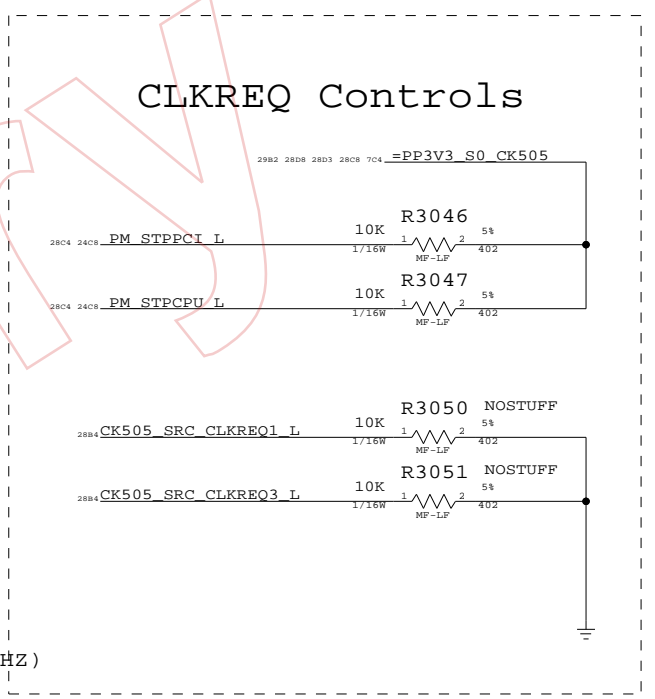 CLKREQ Controls
29B2 28D8 28D3 28C8 7C4 =PP3V3_S0_CK505
R3046
10K 5%
28C4 24C8 PM_STPPCI_L 1 2
1/16W MF-LF 402
R3047
10K 5%
28C4 24C8 PM_STPCPU_L 1 2
1/16W MF-LF 402
R3050 NOSTUFF
10K 5%
28B4 CK505_SRC_CLKREQ1_L 1 2
1/16W MF-LF 402
R3051 NOSTUFF
10K 5%
28B4 CK505_SRC_CLKREQ3_L 1 2
1/16W MF-LF 402
HZ)